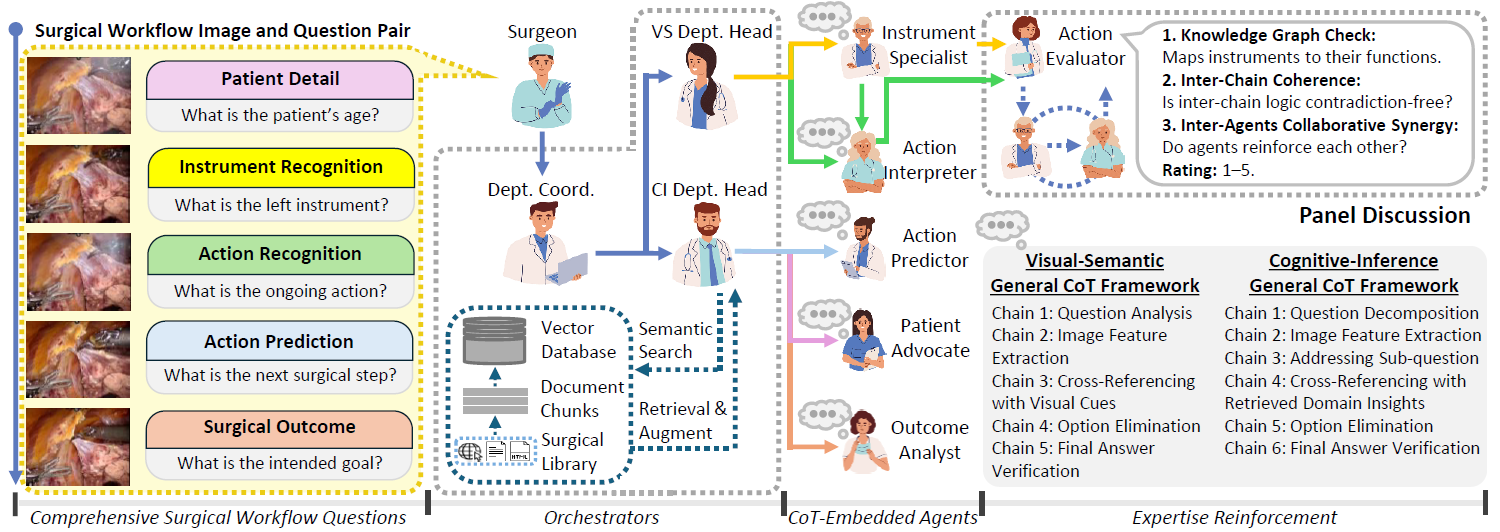 Surgical Workflow Image and Question Pair
Patient Detail
What is the patient's age?
Instrument Recognition
What is the left instrument?
Action Recognition
What is the ongoing action?
Action Prediction
What is the next surgical step?
Surgical Outcome
What is the intended goal?
Comprehensive Surgical Workflow Questions
Surgeon
VS Dept. Head
Dept. Coord.
CI Dept. Head
Vector
Database
Document
Chunks
Surgical
Library
HTML
Semantic
Search
Retrieval &
Augment
Orchestrators
Instrument
Specialist
Action
Interpreter
Action
Predictor
Patient
Advocate
Outcome
Analyst
CoT-Embedded Agents
Action
Evaluator
1. Knowledge Graph Check:
Maps instruments to their functions.
2. Inter-Chain Coherence:
Is inter-chain logic contradiction-free?
3. Inter-Agents Collaborative Synergy:
Do agents reinforce each other?
Rating: 1–5.
Panel Discussion
Visual-Semantic
General CoT Framework
Chain 1: Question Analysis
Chain 2: Image Feature
Extraction
Chain 3: Cross-Referencing
with Visual Cues
Chain 4: Option Elimination
Chain 5: Final Answer
Verification
Cognitive-Inference
General CoT Framework
Chain 1: Question Decomposition
Chain 2: Image Feature Extraction
Chain 3: Addressing Sub-question
Chain 4: Cross-Referencing with
Retrieved Domain Insights
Chain 5: Option Elimination
Chain 6: Final Answer Verification
Expertise Reinforcement